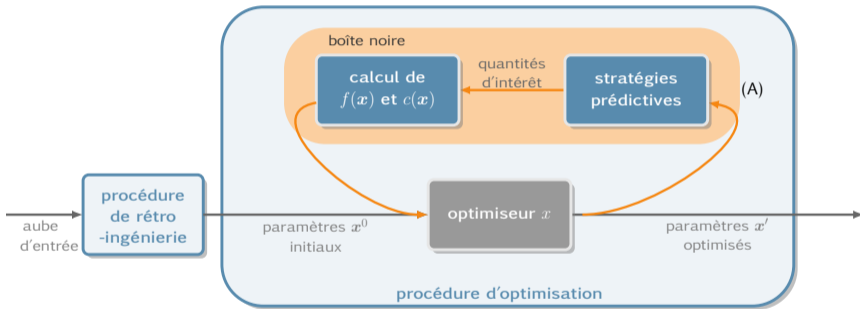 boîte noire
calcul de
f(x) et c(x)
quantités
d'intérêt
stratégies
prédictives
(A)
aube
d'entrée
procédure
de rétro
-ingénierie
paramètres x⁰
initiaux
optimiseur x
paramètres x′
optimisés
procédure d'optimisation